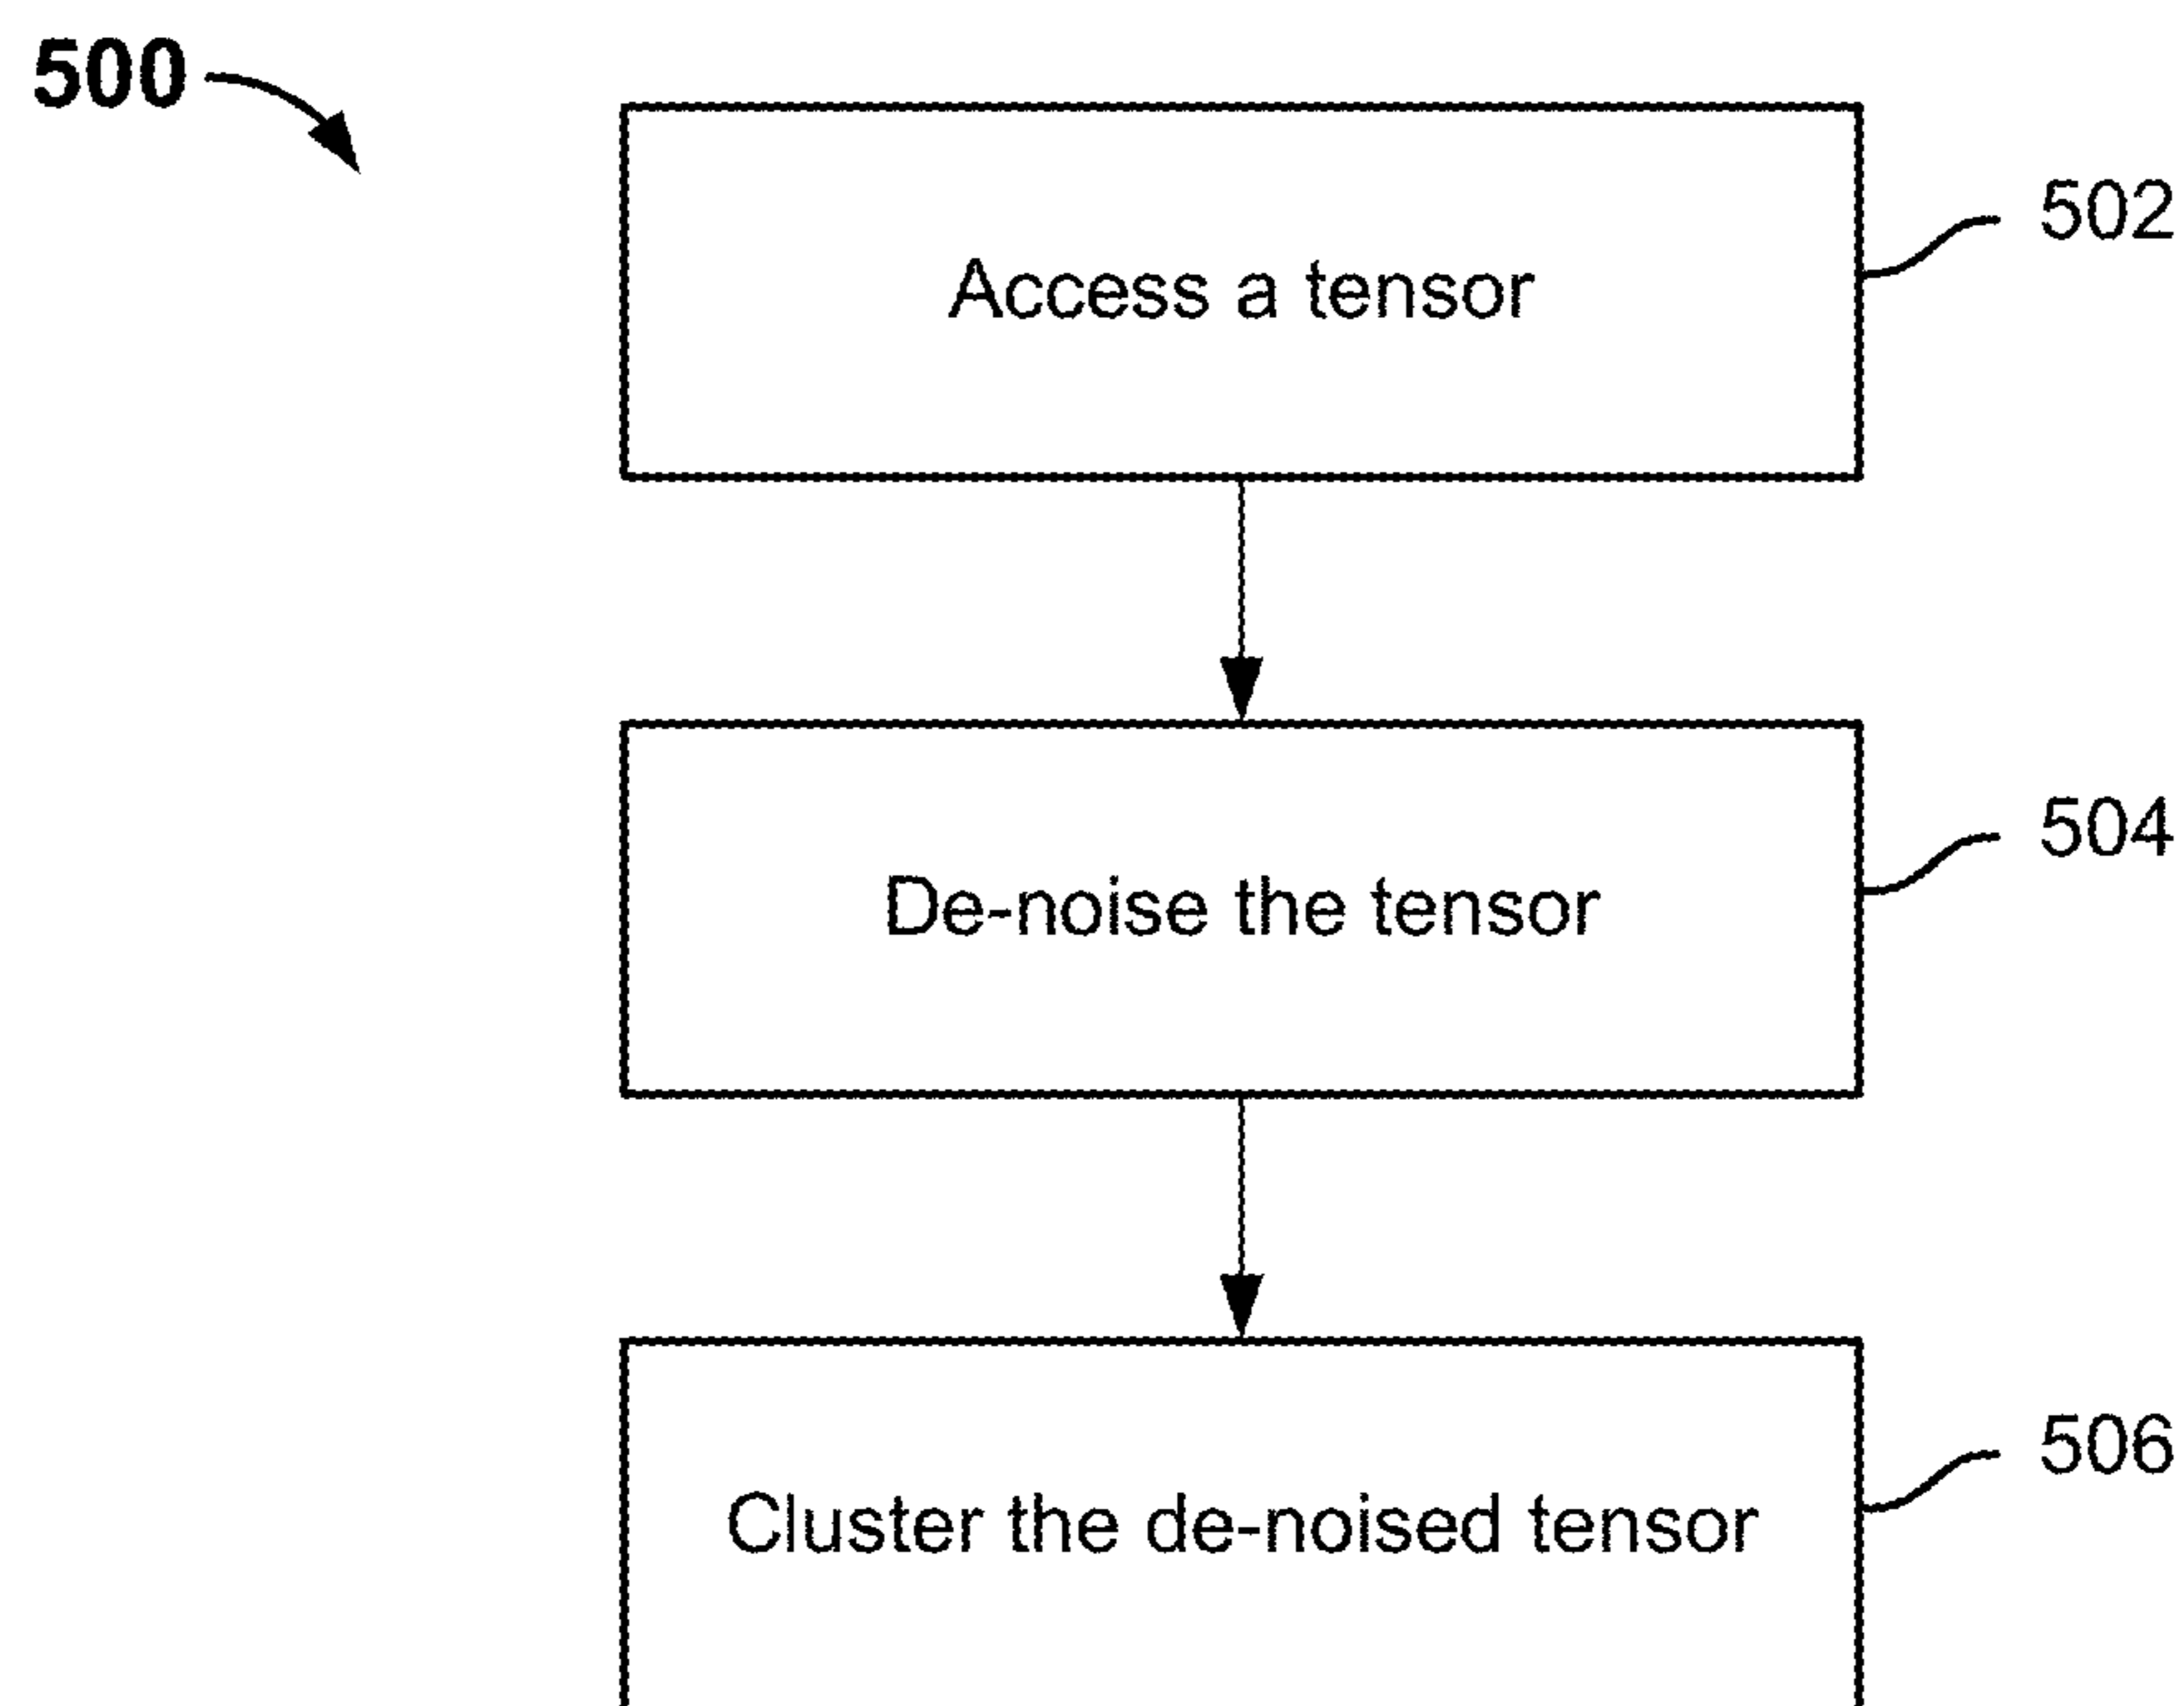 500
Access a tensor
502
De-noise the tensor
504
Cluster the de-noised tensor
506